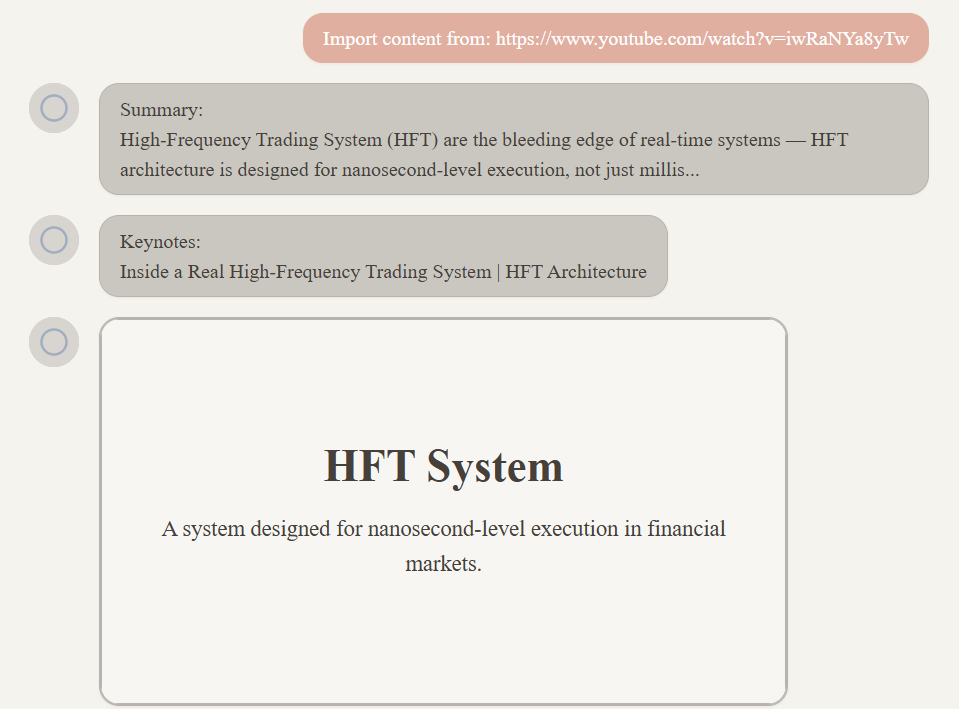 Import content from: https://www.youtube.com/watch?v=iwRaNYa8yTw
Summary:
High-Frequency Trading System (HFT) are the bleeding edge of real-time systems — HFT
architecture is designed for nanosecond-level execution, not just millis...
Keynotes:
Inside a Real High-Frequency Trading System | HFT Architecture
HFT System
A system designed for nanosecond-level execution in financial
markets.